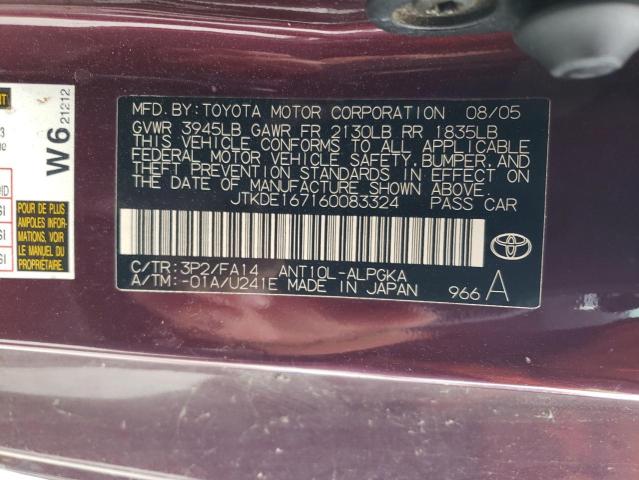 MFD. BY: TOYOTA MOTOR CORPORATION 08/05
GVWR 3945LB GAWR FR 2130LB RR 1835LB
THIS VEHICLE CONFORMS TO ALL APPLICABLE
FEDERAL MOTOR VEHICLE SAFETY, BUMPER, AND
THEFT PREVENTION STANDARDS IN EFFECT ON
THE DATE OF MANUFACTURE SHOWN ABOVE.
JTKDE167160083324 PASS CAR
C/TR: 3P2/FA14 ANT10L-ALPGKA
A/TM: -01A/U241E MADE IN JAPAN 966 A
W6 21212
POUR DE PLUS
AMPLES INFOR-
MATIONS, VOIR
LE MANUEL DU
PROPRIÉTAIRE.